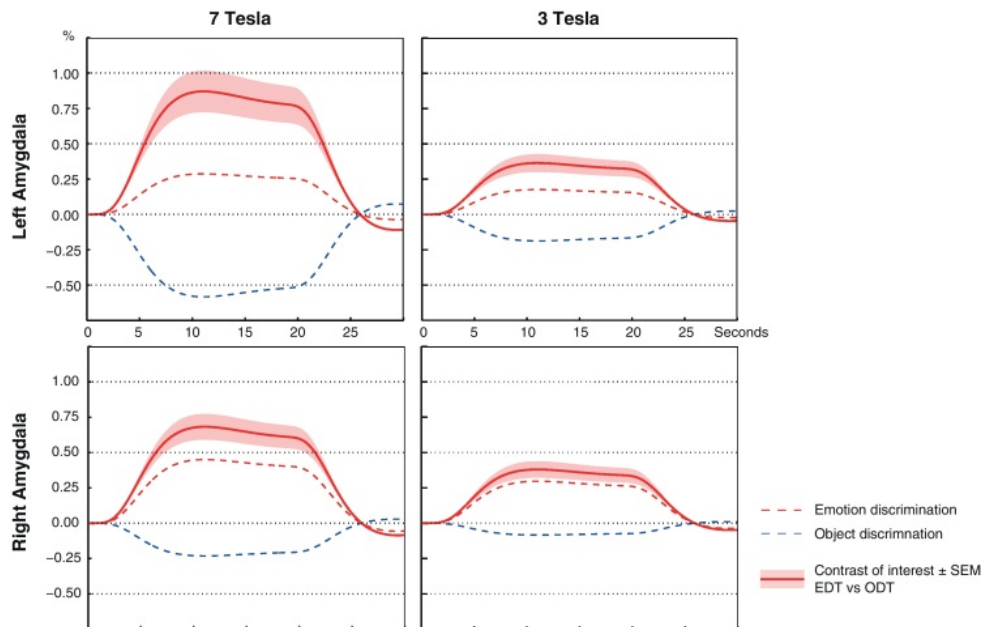 7 Tesla
3 Tesla
%
Left Amygdala
1.00
0.75
0.50
0.25
0.00
−0.25
−0.50
0 5 10 15 20 25
0 5 10 15 20 25 Seconds
Right Amygdala
1.00
0.75
0.50
0.25
0.00
−0.25
−0.50
Emotion discrimination
Object discrimnation
Contrast of interest ± SEM
EDT vs ODT